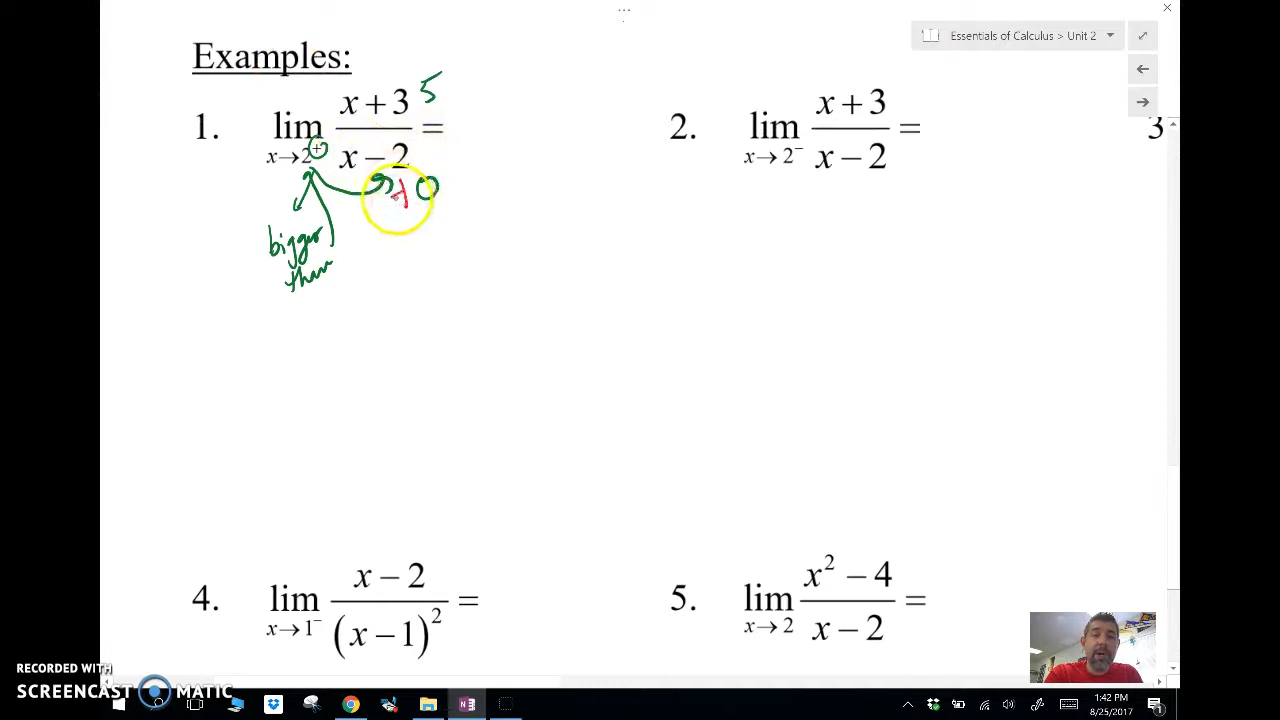 Essentials of Calculus > Unit 2
Examples:
1. lim x→2⁺ (x + 3)/(x − 2) =
5
+ 0
bigger
than
2. lim x→2⁻ (x + 3)/(x − 2) =
3
4. lim x→1⁻ (x − 2)/(x − 1)² =
5. lim x→2 (x² − 4)/(x − 2) =
RECORDED WITH
SCREENCAST MATIC
1:42 PM
8/25/2017